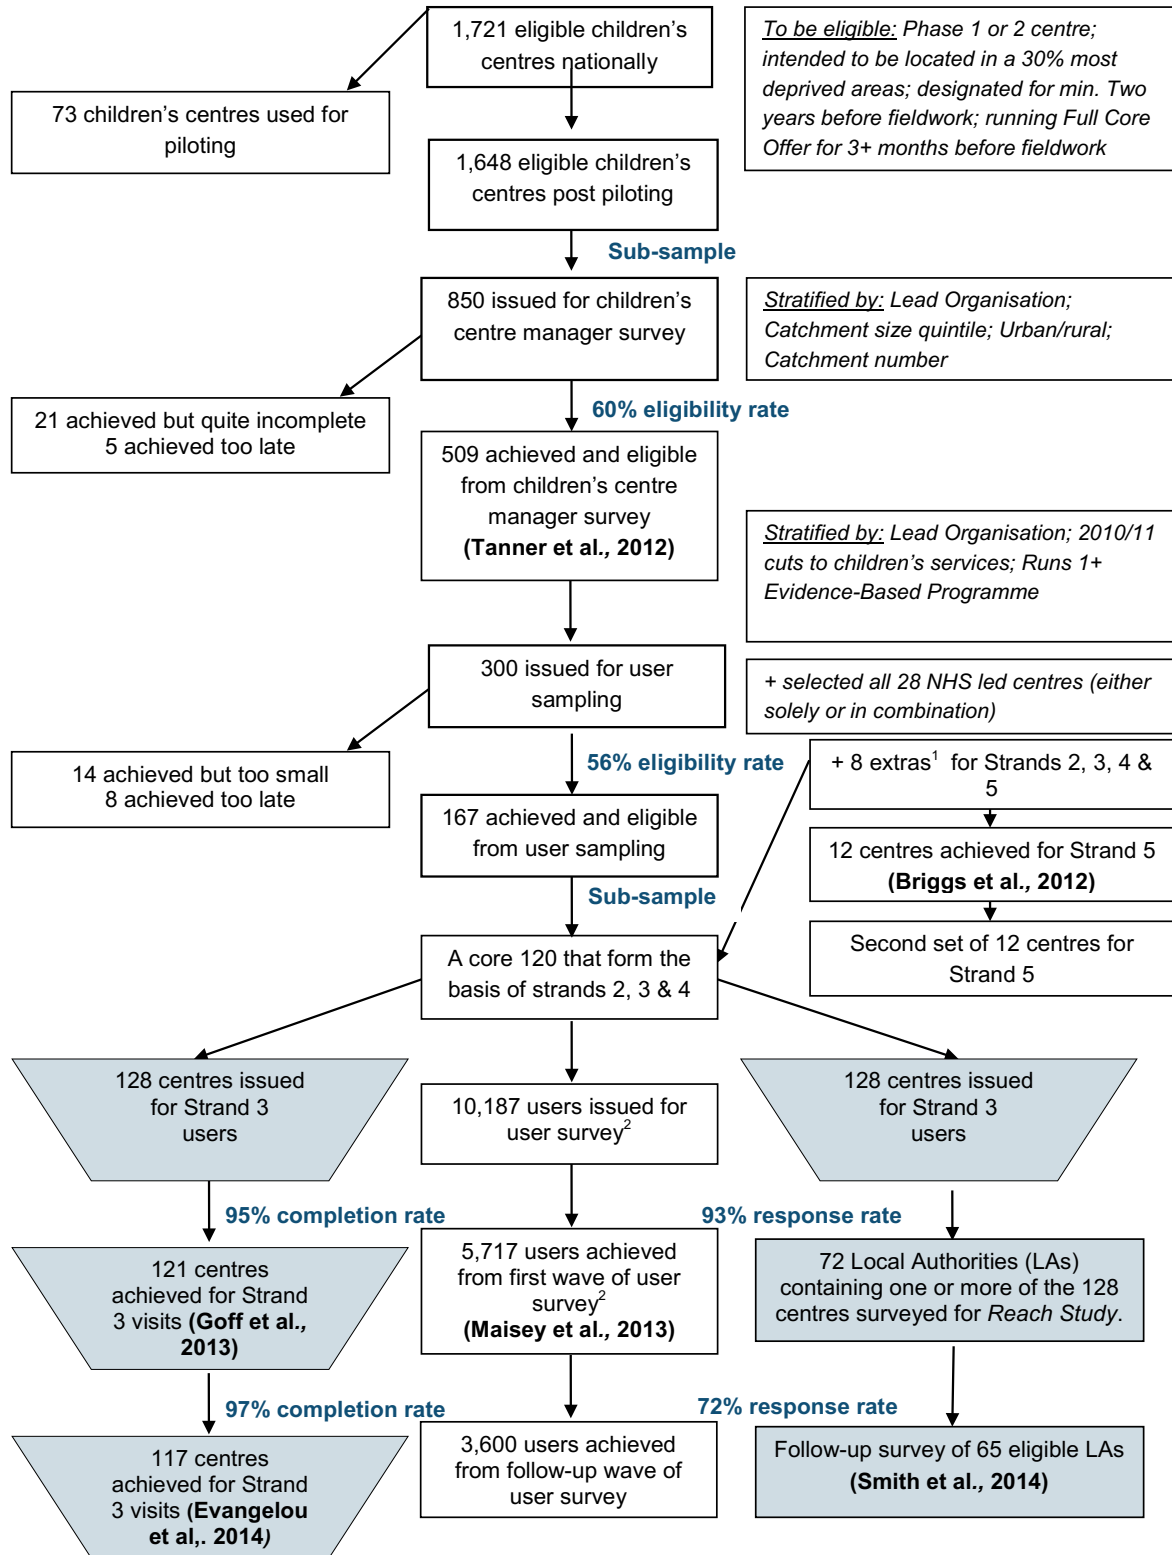 1,721 eligible children’s
centres nationally
To be eligible: Phase 1 or 2 centre;
intended to be located in a 30% most
deprived areas; designated for min. Two
years before fieldwork; running Full Core
Offer for 3+ months before fieldwork
73 children’s centres used for
piloting
1,648 eligible children’s
centres post piloting
Sub-sample
850 issued for children’s
centre manager survey
Stratified by: Lead Organisation;
Catchment size quintile; Urban/rural;
Catchment number
21 achieved but quite incomplete
5 achieved too late
60% eligibility rate
509 achieved and eligible
from children’s centre
manager survey
(Tanner et al., 2012)
Stratified by: Lead Organisation; 2010/11
cuts to children’s services; Runs 1+
Evidence-Based Programme
300 issued for user
sampling
+ selected all 28 NHS led centres (either
solely or in combination)
14 achieved but too small
8 achieved too late
56% eligibility rate
+ 8 extras1 for Strands 2, 3, 4 &
5
167 achieved and eligible
from user sampling
12 centres achieved for Strand 5
(Briggs et al., 2012)
Sub-sample
Second set of 12 centres for
Strand 5
A core 120 that form the
basis of strands 2, 3 & 4
128 centres issued
for Strand 3
users
10,187 users issued for
user survey2
128 centres issued
for Strand 3
users
95% completion rate
93% response rate
121 centres
achieved for Strand
3 visits (Goff et al.,
2013)
5,717 users achieved
from first wave of user
survey2
(Maisey et al., 2013)
72 Local Authorities (LAs)
containing one or more of the 128
centres surveyed for Reach Study.
97% completion rate
72% response rate
117 centres
achieved for Strand
3 visits (Evangelou
et al,. 2014)
3,600 users achieved
from follow-up wave of
user survey
Follow-up survey of 65 eligible LAs
(Smith et al., 2014)